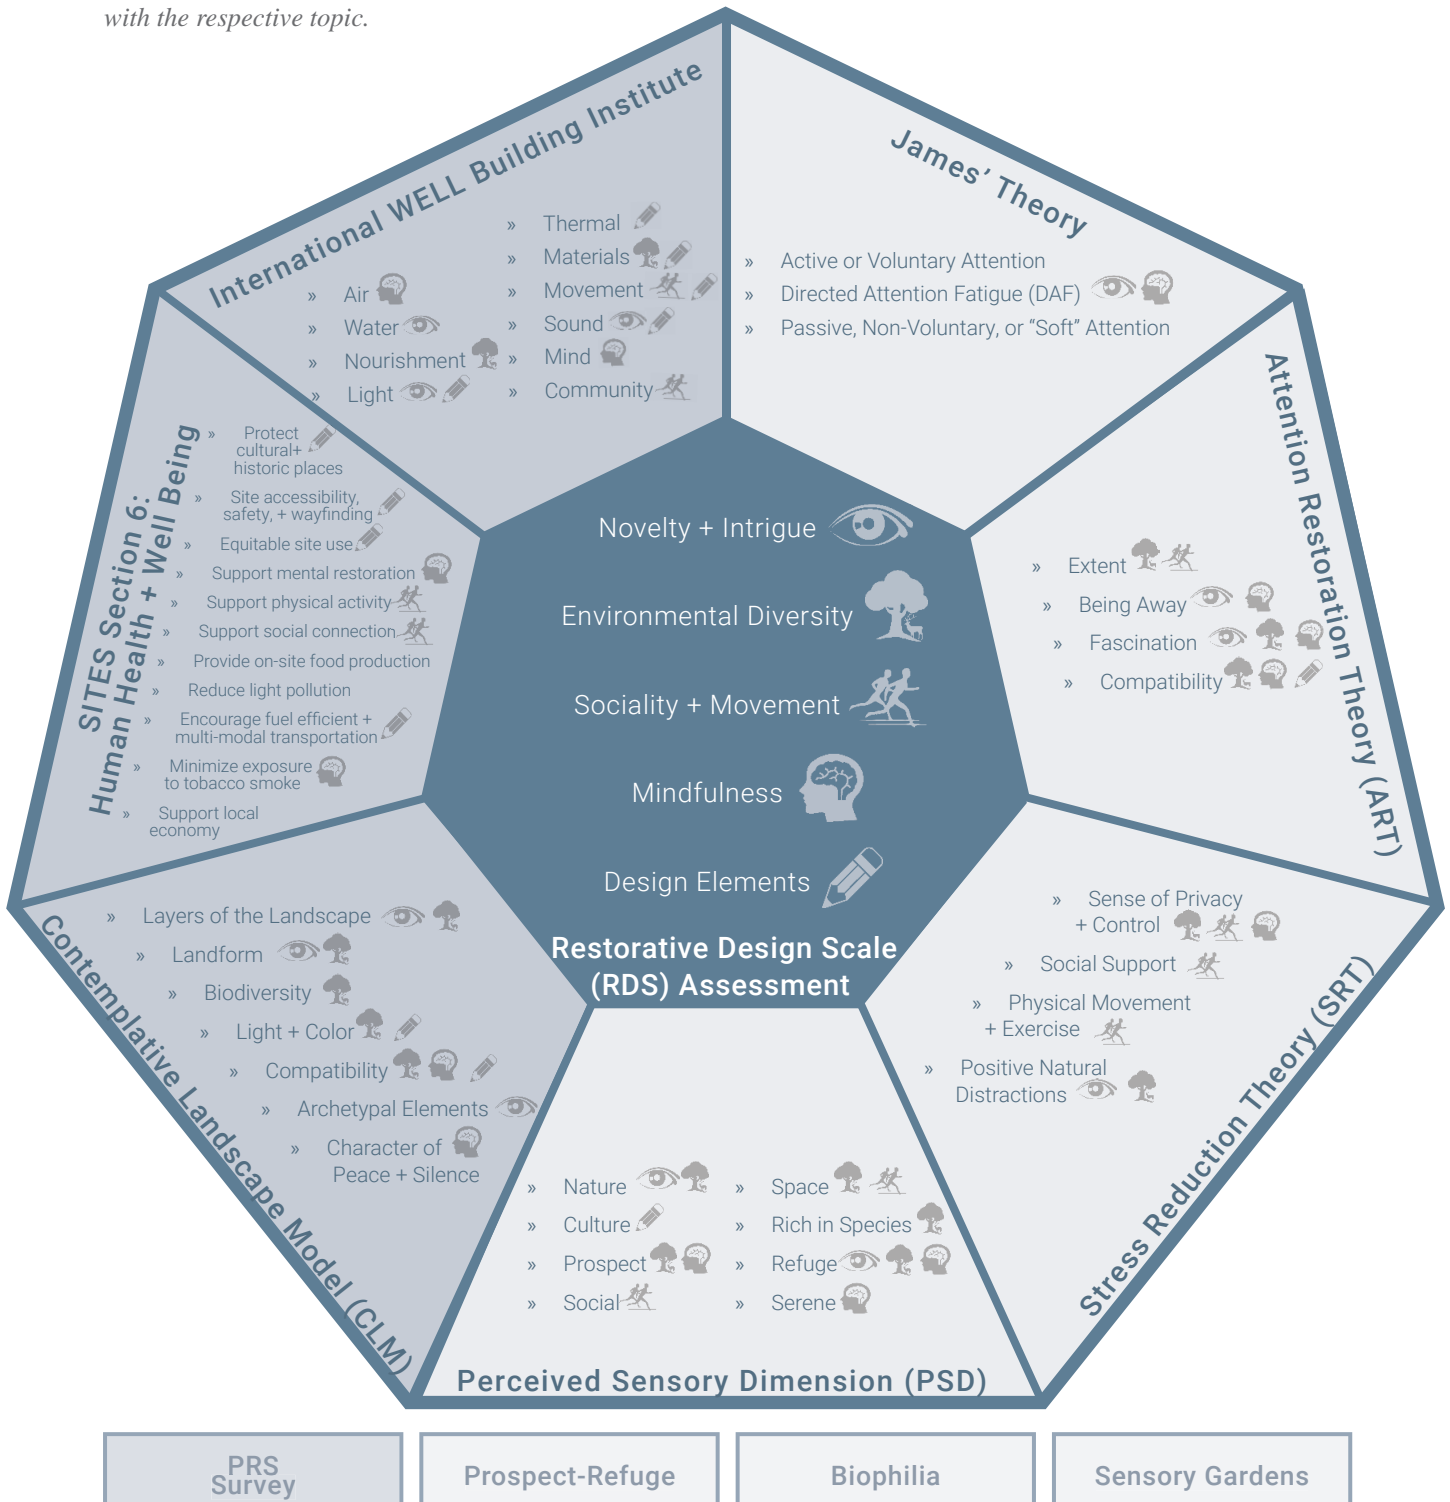 with the respective topic.
International WELL Building Institute
» Air
» Water
» Nourishment
» Light
» Thermal
» Materials
» Movement
» Sound
» Mind
» Community
James’ Theory
» Active or Voluntary Attention
» Directed Attention Fatigue (DAF)
» Passive, Non-Voluntary, or “Soft” Attention
SITES Section 6:
Human Health + Well Being
» Protect
cultural+
historic places
» Site accessibility,
safety, + wayfinding
» Equitable site use
» Support mental restoration
» Support physical activity
» Support social connection
» Provide on-site food production
» Reduce light pollution
» Encourage fuel efficient +
multi-modal transportation
» Minimize exposure
to tobacco smoke
» Support local
economy
Novelty + Intrigue
Environmental Diversity
Sociality + Movement
Mindfulness
Design Elements
Restorative Design Scale
(RDS) Assessment
Attention Restoration Theory (ART)
» Extent
» Being Away
» Fascination
» Compatibility
Contemplative Landscape Model (CLM)
» Layers of the Landscape
» Landform
» Biodiversity
» Light + Color
» Compatibility
» Archetypal Elements
» Character of
Peace + Silence
Stress Reduction Theory (SRT)
» Sense of Privacy
+ Control
» Social Support
» Physical Movement
+ Exercise
» Positive Natural
Distractions
» Nature
» Culture
» Prospect
» Social
» Space
» Rich in Species
» Refuge
» Serene
Perceived Sensory Dimension (PSD)
PRS
Survey
Prospect-Refuge
Biophilia
Sensory Gardens